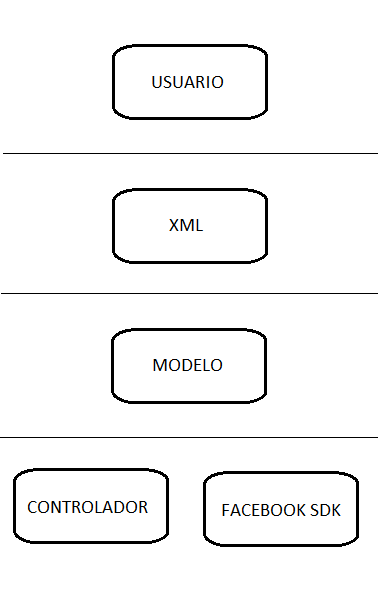 USUARIO
XML
MODELO
CONTROLADOR
FACEBOOK SDK